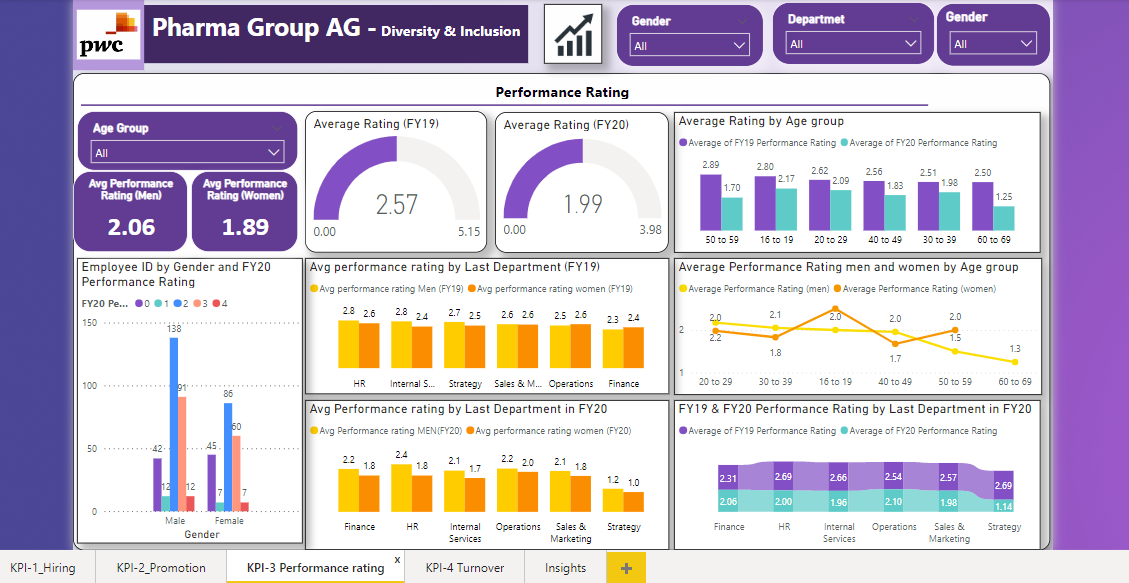 pwc
Pharma Group AG - Diversity & Inclusion
Gender
All
Departmet
All
Gender
All
Performance Rating
Age Group
All
Avg Performance
Rating (Men)
2.06
Avg Performance
Rating (Women)
1.89
Average Rating (FY19)
2.57
0.00
5.15
Average Rating (FY20)
1.99
0.00
3.98
Average Rating by Age group
Average of FY19 Performance Rating Average of FY20 Performance Rating
2.89 1.70 2.80 2.17 2.62 2.09 2.56 1.83 2.51 1.98 2.50 1.25
50 to 59 16 to 19 20 to 29 40 to 49 30 to 39 60 to 69
Employee ID by Gender and FY20
Performance Rating
FY20 Pe... 0 1 2 3 4
150
100
50
0
42 12 138 91 12
45 7 86 60 7
Male Female
Gender
Avg performance rating by Last Department (FY19)
Avg performance rating Men (FY19) Avg performance rating women (FY19)
2.8 2.6 2.8 2.4 2.7 2.5 2.6 2.6 2.5 2.6 2.3 2.4
HR Internal S... Strategy Sales & M... Operations Finance
Average Performance Rating men and women by Age group
Average Performance Rating (men) Average Performance Rating (women)
2
1
2.0 2.1 2.0 2.0 2.0
2.2 1.8 1.7 1.5 1.3
20 to 29 30 to 39 16 to 19 40 to 49 50 to 59 60 to 69
Avg Performance rating by Last Department in FY20
Avg Performance rating MEN(FY20) Avg performance rating women (FY20)
2.2 1.8 2.4 1.8 2.1 1.7 2.2 2.0 2.1 1.8 1.2 1.0
Finance HR Internal Operations Sales & Strategy
Services Marketing
FY19 & FY20 Performance Rating by Last Department in FY20
Average of FY19 Performance Rating Average of FY20 Performance Rating
2.31 2.69 2.66 2.54 2.57 2.69
2.06 2.00 1.96 2.10 1.98 1.14
Finance HR Internal Operations Sales & Strategy
Services Marketing
KPI-1_Hiring KPI-2_Promotion KPI-3 Performance rating x KPI-4 Turnover Insights +